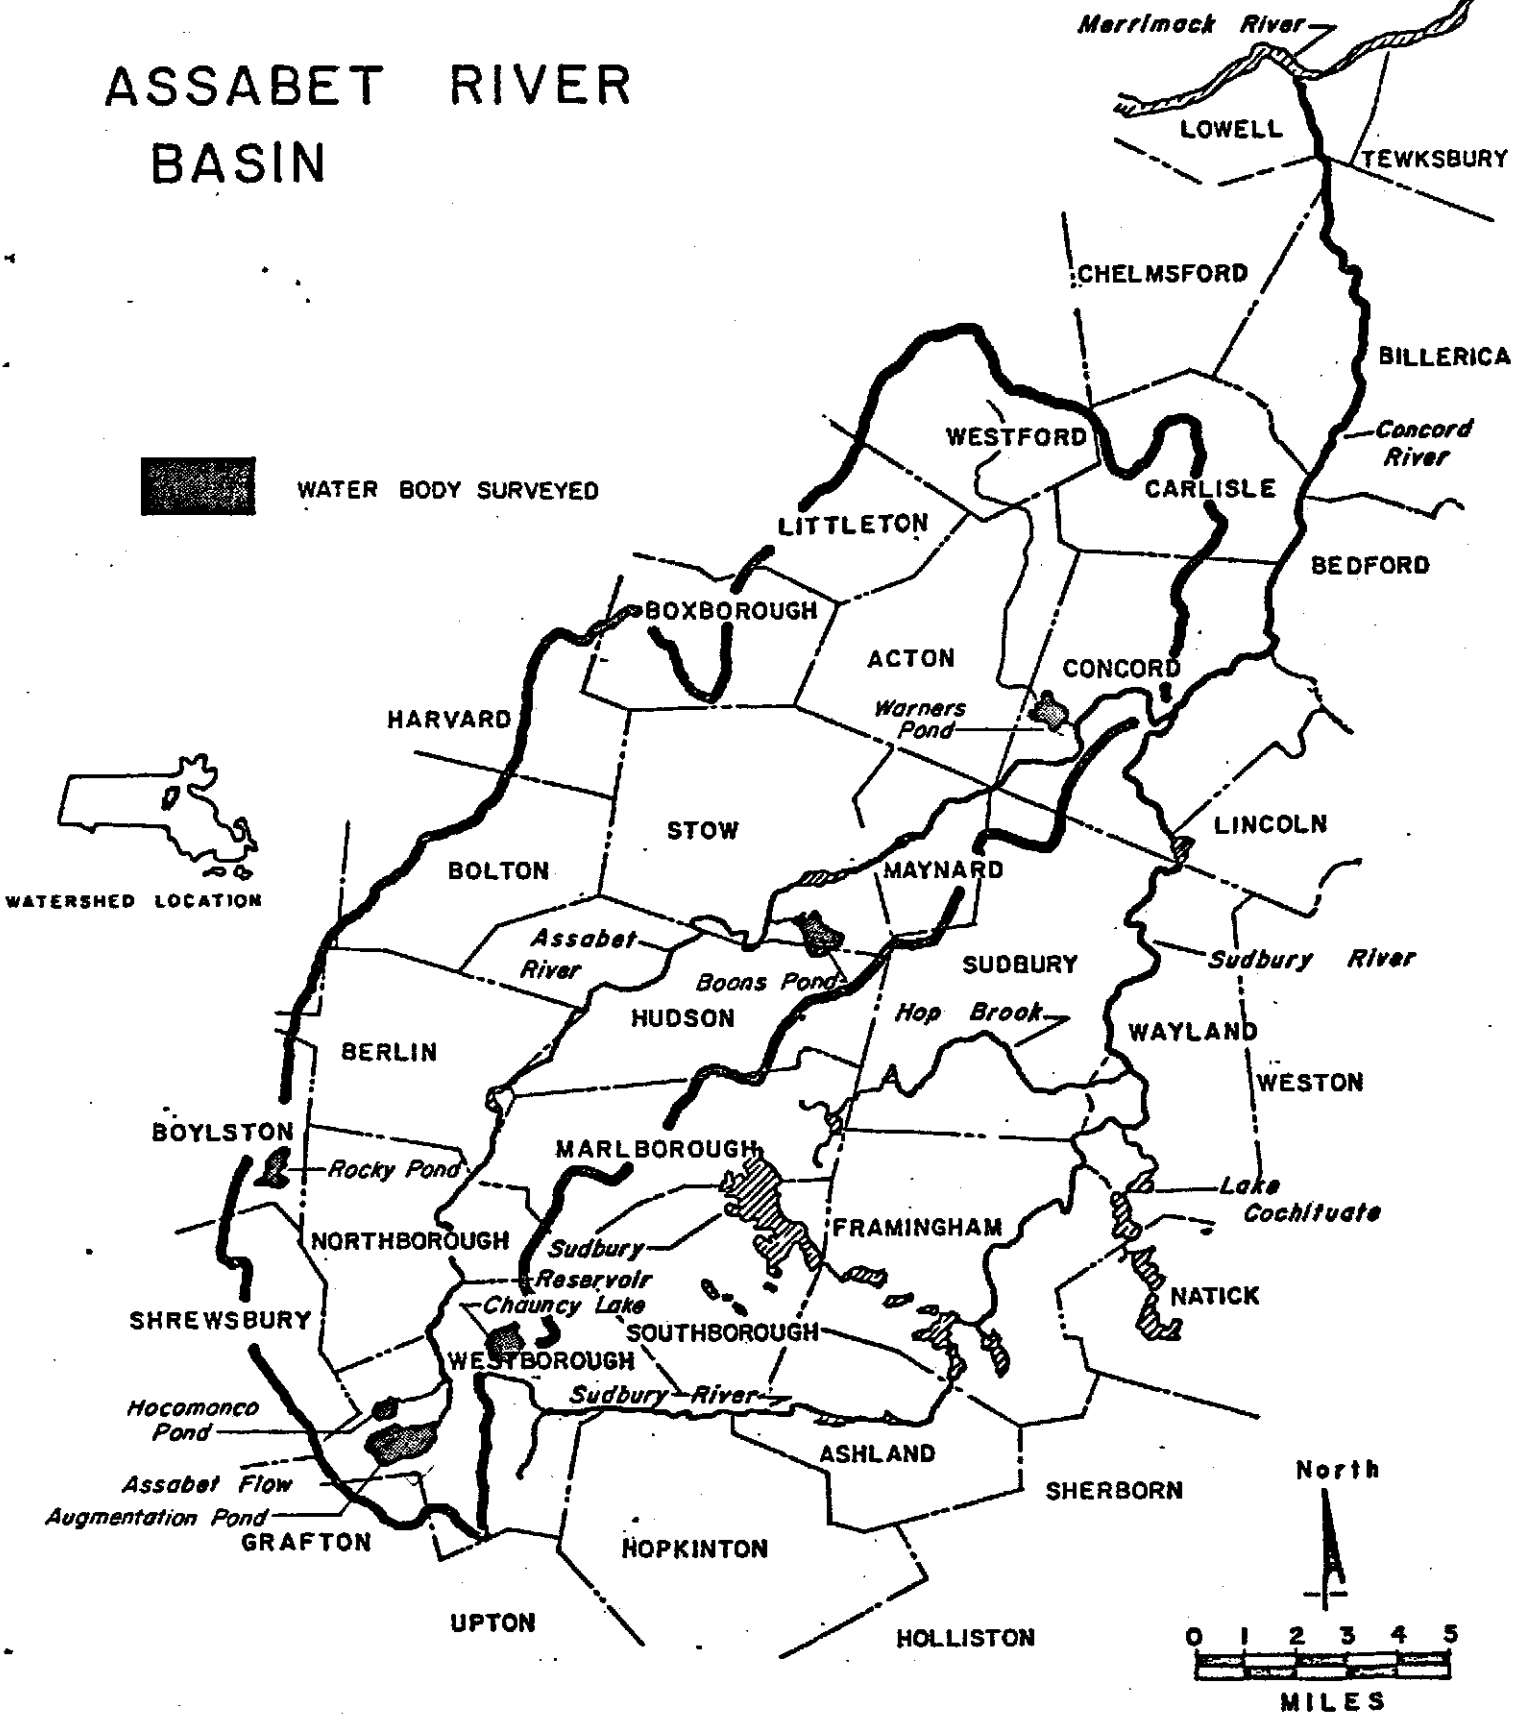 Merrimack River
ASSABET RIVER
BASIN
LOWELL
TEWKSBURY
CHELMSFORD
BILLERICA
Concord
River
WESTFORD
CARLISLE
WATER BODY SURVEYED
LITTLETON
BEDFORD
BOXBOROUGH
ACTON
CONCORD
HARVARD
Warners
Pond
STOW
LINCOLN
BOLTON
MAYNARD
WATERSHED LOCATION
Assabet
River
SUDBURY
Sudbury River
Boons Pond
HUDSON
Hop Brook
WAYLAND
BERLIN
WESTON
BOYLSTON
MARLBOROUGH
Rocky Pond
Lake
Cochituate
NORTHBOROUGH
FRAMINGHAM
Sudbury
Reservoir
Chauncy Lake
NATICK
SHREWSBURY
SOUTHBOROUGH
WESTBOROUGH
Sudbury River
Hocomonco
Pond
ASHLAND
Assabet Flow
Augmentation Pond
SHERBORN
North
GRAFTON
HOPKINTON
UPTON
HOLLISTON
0 1 2 3 4 5
MILES